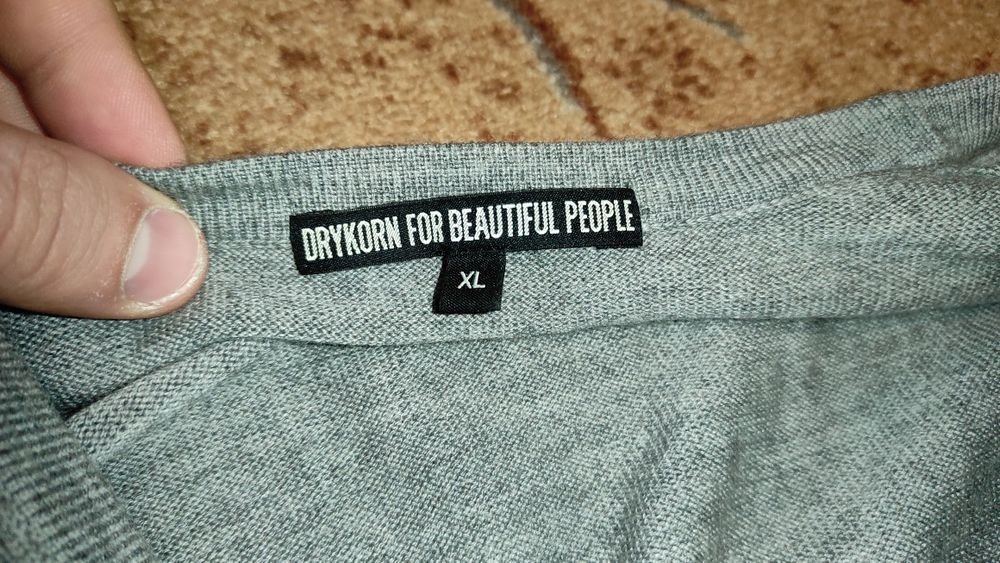 DRYKORN FOR BEAUTIFUL PEOPLE
XL